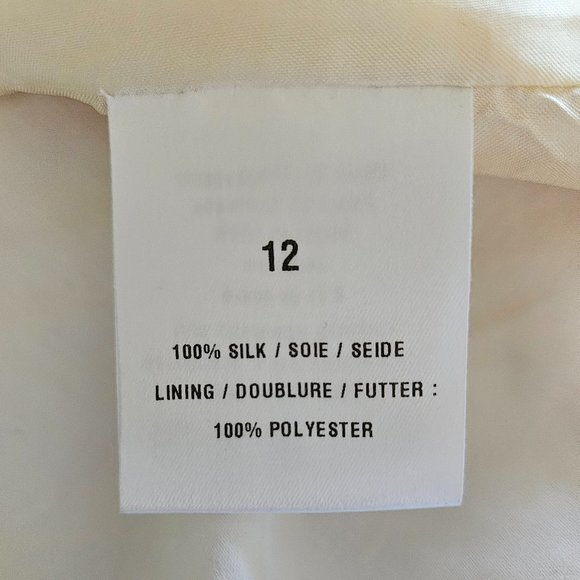 12
100% SILK / SOIE / SEIDE
LINING / DOUBLURE / FUTTER :
100% POLYESTER